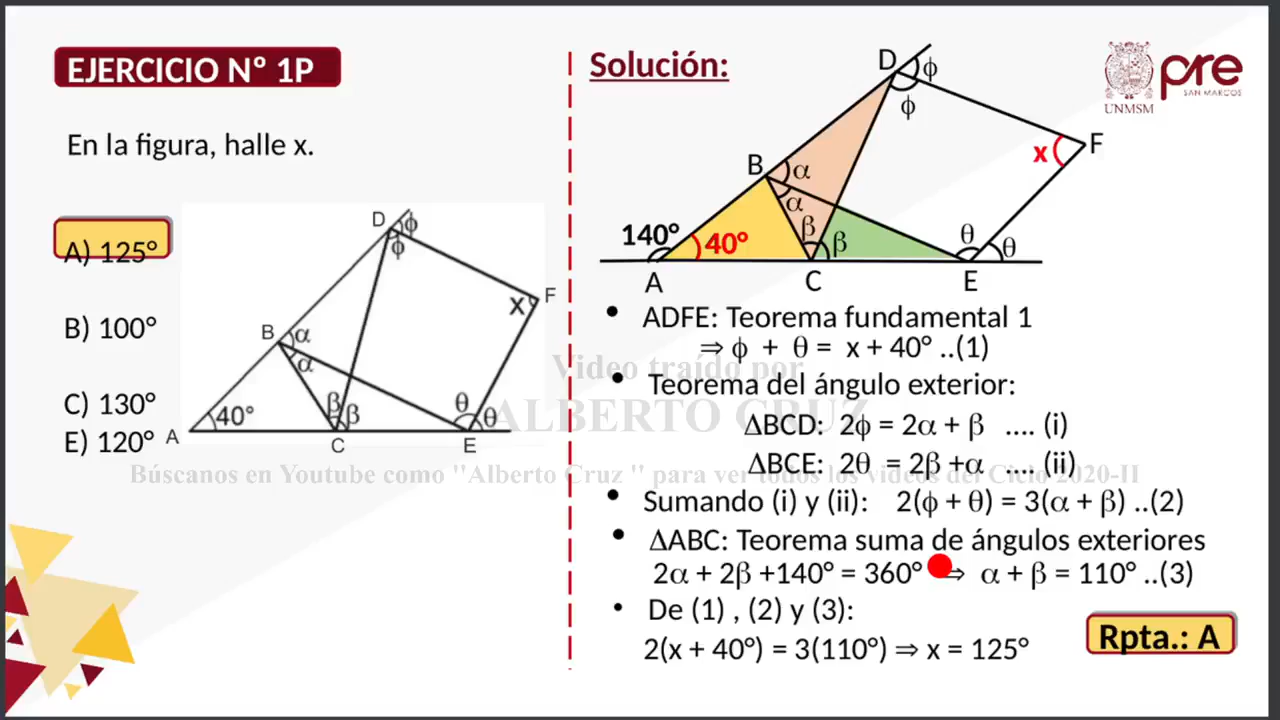 EJERCICIO Nº 1P
En la figura, halle x.
A) 125°
B) 100°
C) 130°
E) 120°
D
ϕ
ϕ
B
α
α
X
F
β
β
θ
θ
40°
A
C
E
Solución:
D
ϕ
ϕ
B
α
α
x
F
140°
40°
β
β
θ
θ
A
C
E
pre
SAN MARCOS
UNMSM
• ADFE: Teorema fundamental 1
⇒ ϕ + θ = x + 40° ..(1)
• Teorema del ángulo exterior:
∆BCD: 2ϕ = 2α + β .... (i)
∆BCE: 2θ = 2β +α .... (ii)
• Sumando (i) y (ii): 2(ϕ + θ) = 3(α + β) ..(2)
• ∆ABC: Teorema suma de ángulos exteriores
2α + 2β +140° = 360° ⇒ α + β = 110° ..(3)
• De (1) , (2) y (3):
2(x + 40°) = 3(110°) ⇒ x = 125°
Rpta.: A
Video traído por
ALBERTO CRUZ
Búscanos en Youtube como "Alberto Cruz " para ver todos los videos del Ciclo 2020-II